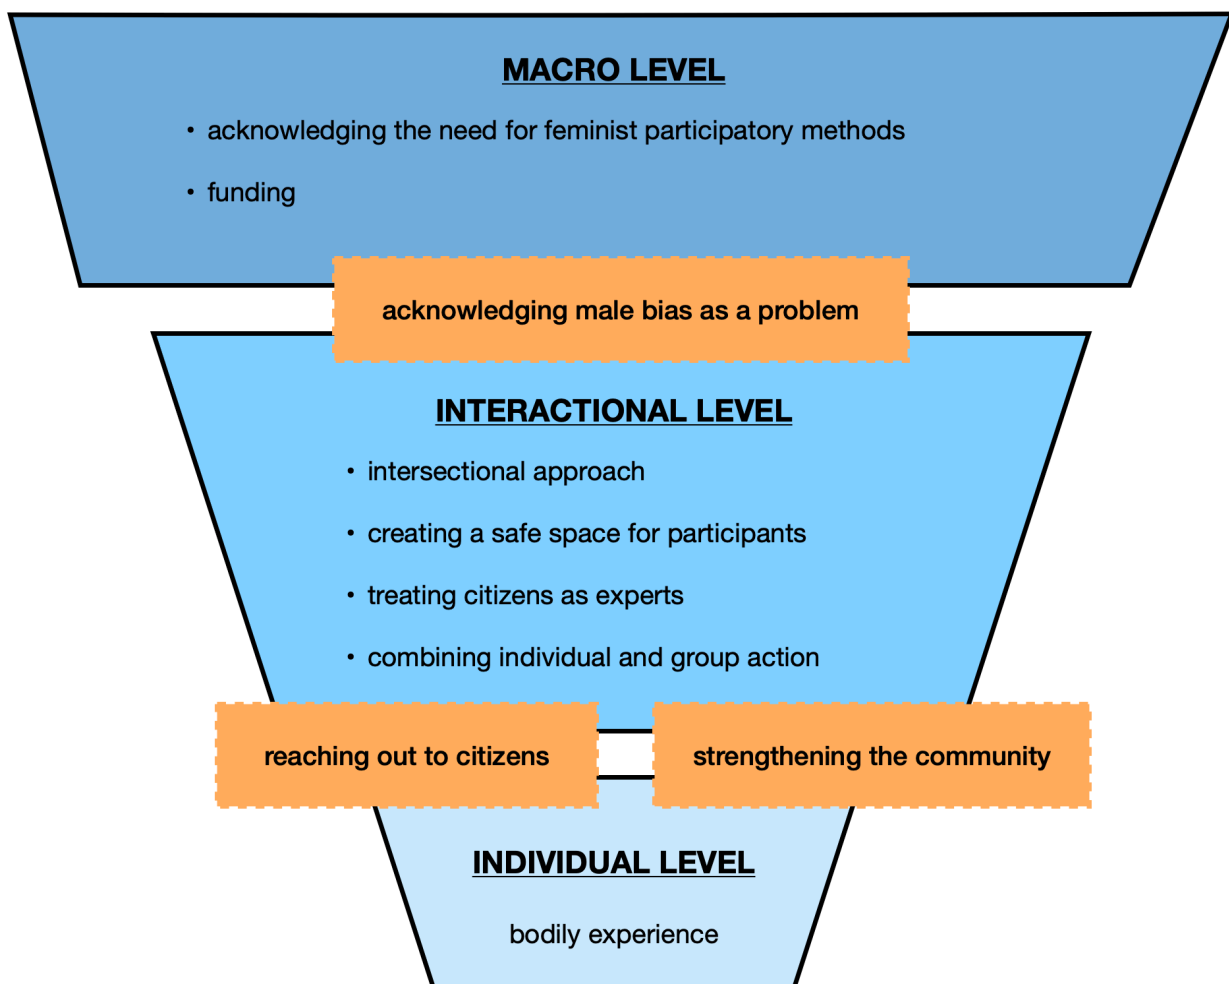 MACRO LEVEL
• acknowledging the need for feminist participatory methods
• funding
acknowledging male bias as a problem
INTERACTIONAL LEVEL
• intersectional approach
• creating a safe space for participants
• treating citizens as experts
• combining individual and group action
reaching out to citizens
strengthening the community
INDIVIDUAL LEVEL
bodily experience